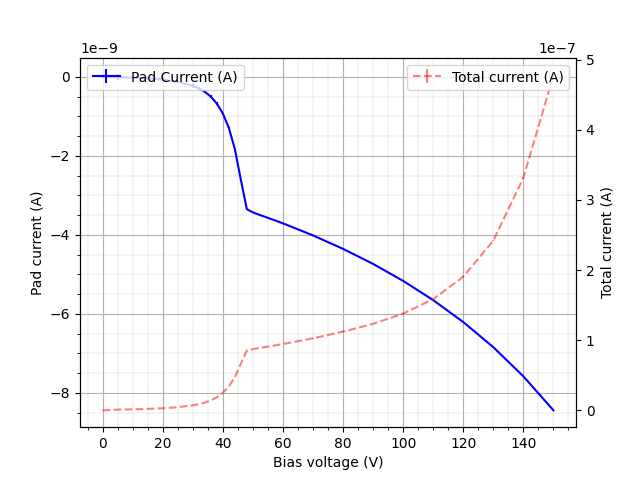 1e−9
1e−7
Pad Current (A)
Total current (A)
0
−2
−4
−6
−8
Pad current (A)
5
4
3
2
1
0
Total current (A)
0 20 40 60 80 100 120 140
Bias voltage (V)